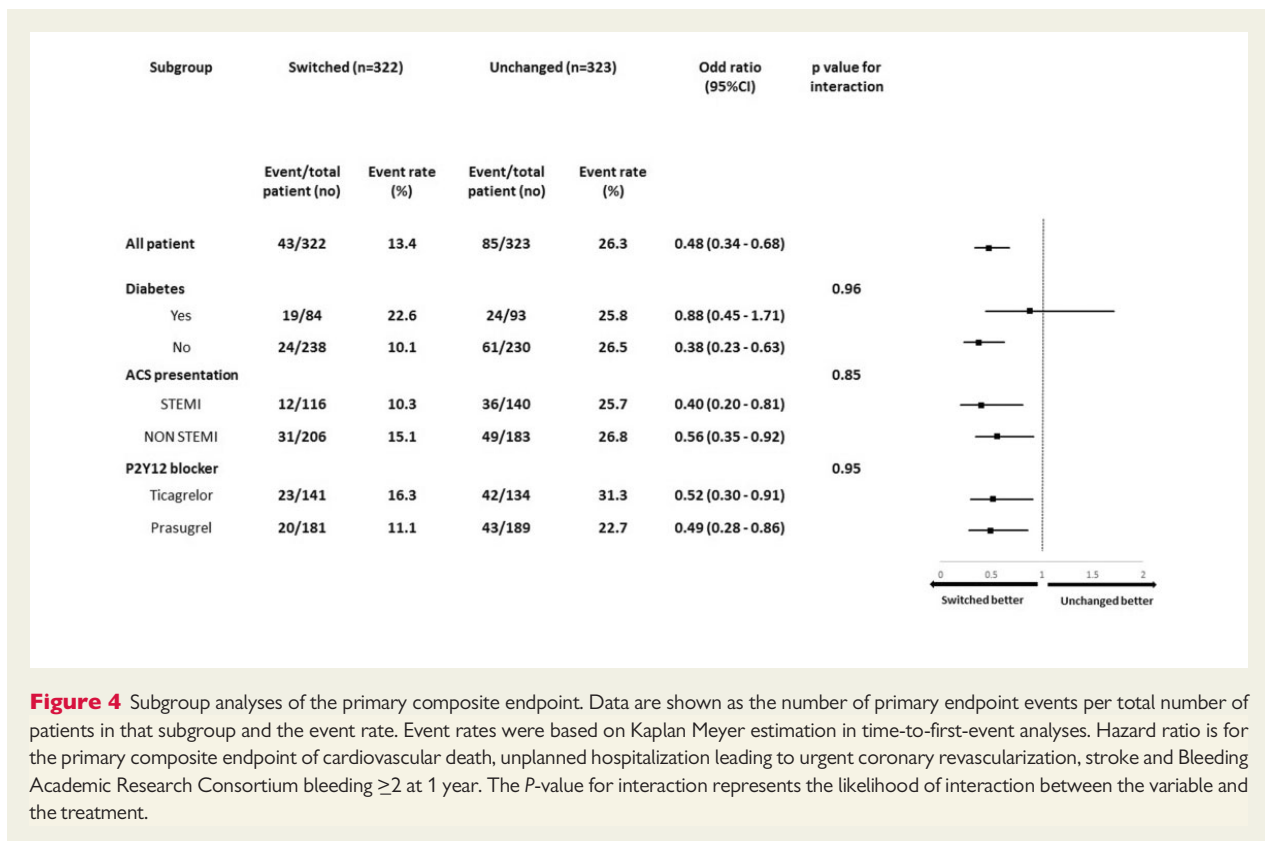 Subgroup Switched (n=322) Unchanged (n=323) Odd ratio (95%CI) p value for interaction
Event/total patient (no) Event rate (%) Event/total patient (no) Event rate (%)
All patient 43/322 13.4 85/323 26.3 0.48 (0.34 - 0.68)
Diabetes 0.96
Yes 19/84 22.6 24/93 25.8 0.88 (0.45 - 1.71)
No 24/238 10.1 61/230 26.5 0.38 (0.23 - 0.63)
ACS presentation 0.85
STEMI 12/116 10.3 36/140 25.7 0.40 (0.20 - 0.81)
NON STEMI 31/206 15.1 49/183 26.8 0.56 (0.35 - 0.92)
P2Y12 blocker 0.95
Ticagrelor 23/141 16.3 42/134 31.3 0.52 (0.30 - 0.91)
Prasugrel 20/181 11.1 43/189 22.7 0.49 (0.28 - 0.86)
0 0.5 1 1.5 2
Switched better Unchanged better
Figure 4 Subgroup analyses of the primary composite endpoint. Data are shown as the number of primary endpoint events per total number of
patients in that subgroup and the event rate. Event rates were based on Kaplan Meyer estimation in time-to-first-event analyses. Hazard ratio is for
the primary composite endpoint of cardiovascular death, unplanned hospitalization leading to urgent coronary revascularization, stroke and Bleeding
Academic Research Consortium bleeding ≥2 at 1 year. The P-value for interaction represents the likelihood of interaction between the variable and
the treatment.